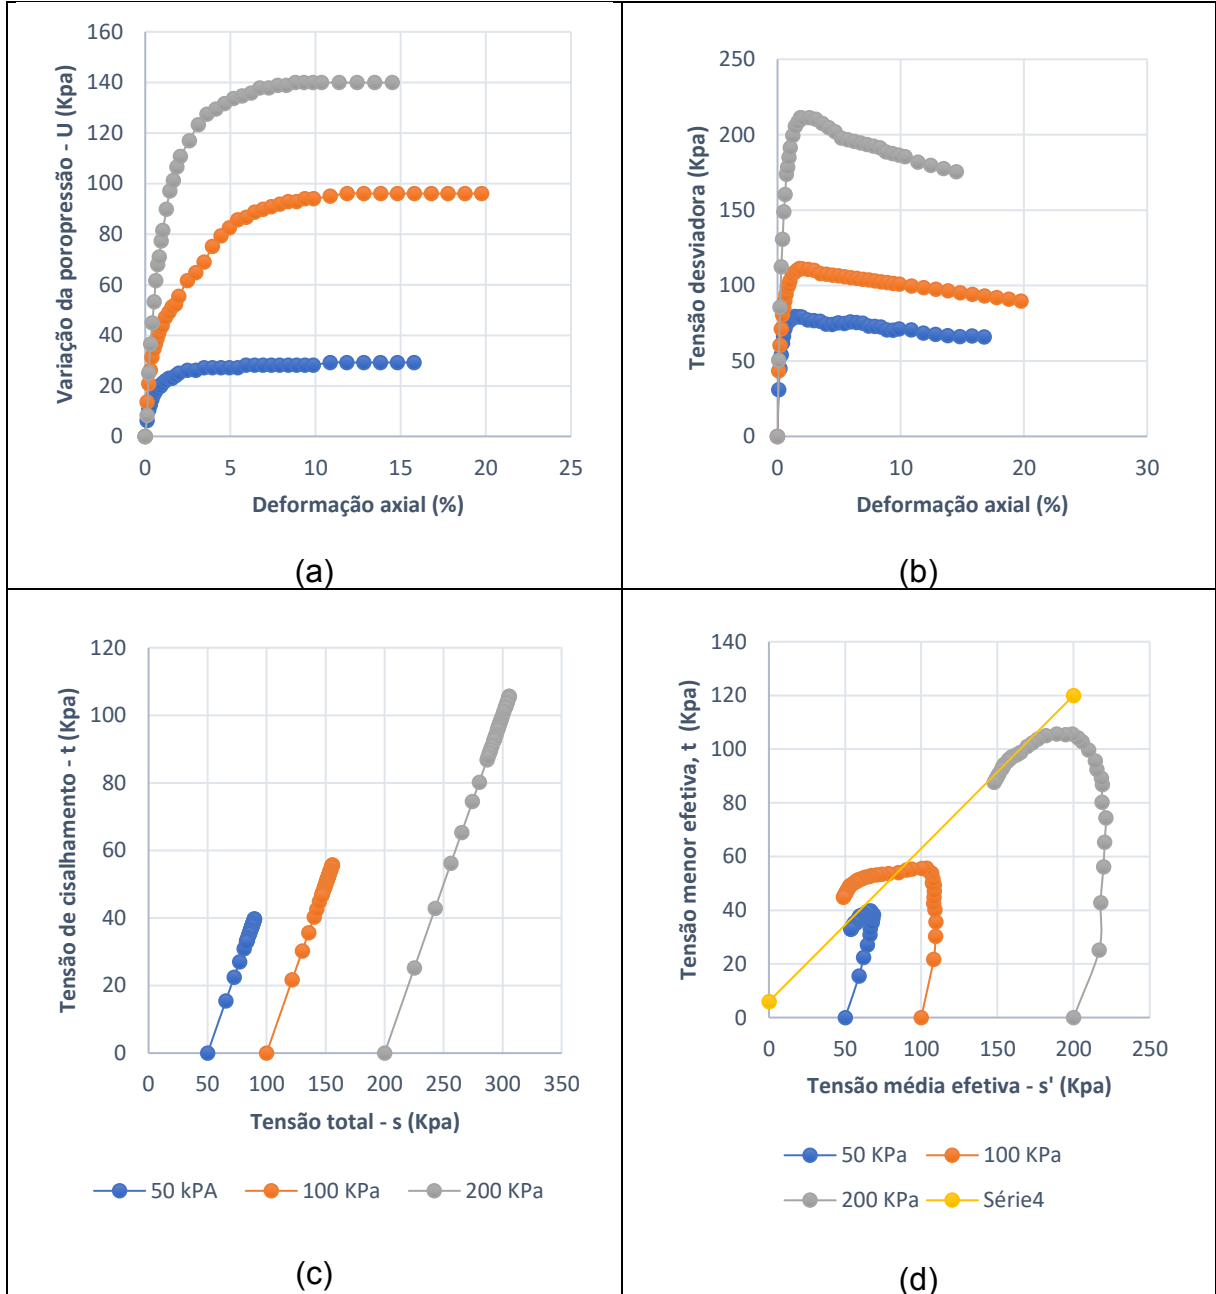 160
140
120
100
80
60
40
20
0
0 5 10 15 20 25
Variação da poropressão - U (Kpa)
Deformação axial (%)
(a)
250
200
150
100
50
0
0 10 20 30
Tensão desviadora (Kpa)
Deformação axial (%)
(b)
120
100
80
60
40
20
0
0 50 100 150 200 250 300 350
Tensão de cisalhamento - t (Kpa)
Tensão total - s (Kpa)
50 kPA 100 KPa 200 KPa
(c)
140
120
100
80
60
40
20
0
0 50 100 150 200 250
Tensão menor efetiva, t (Kpa)
Tensão média efetiva - s' (Kpa)
50 KPa 100 KPa
200 KPa Série4
(d)